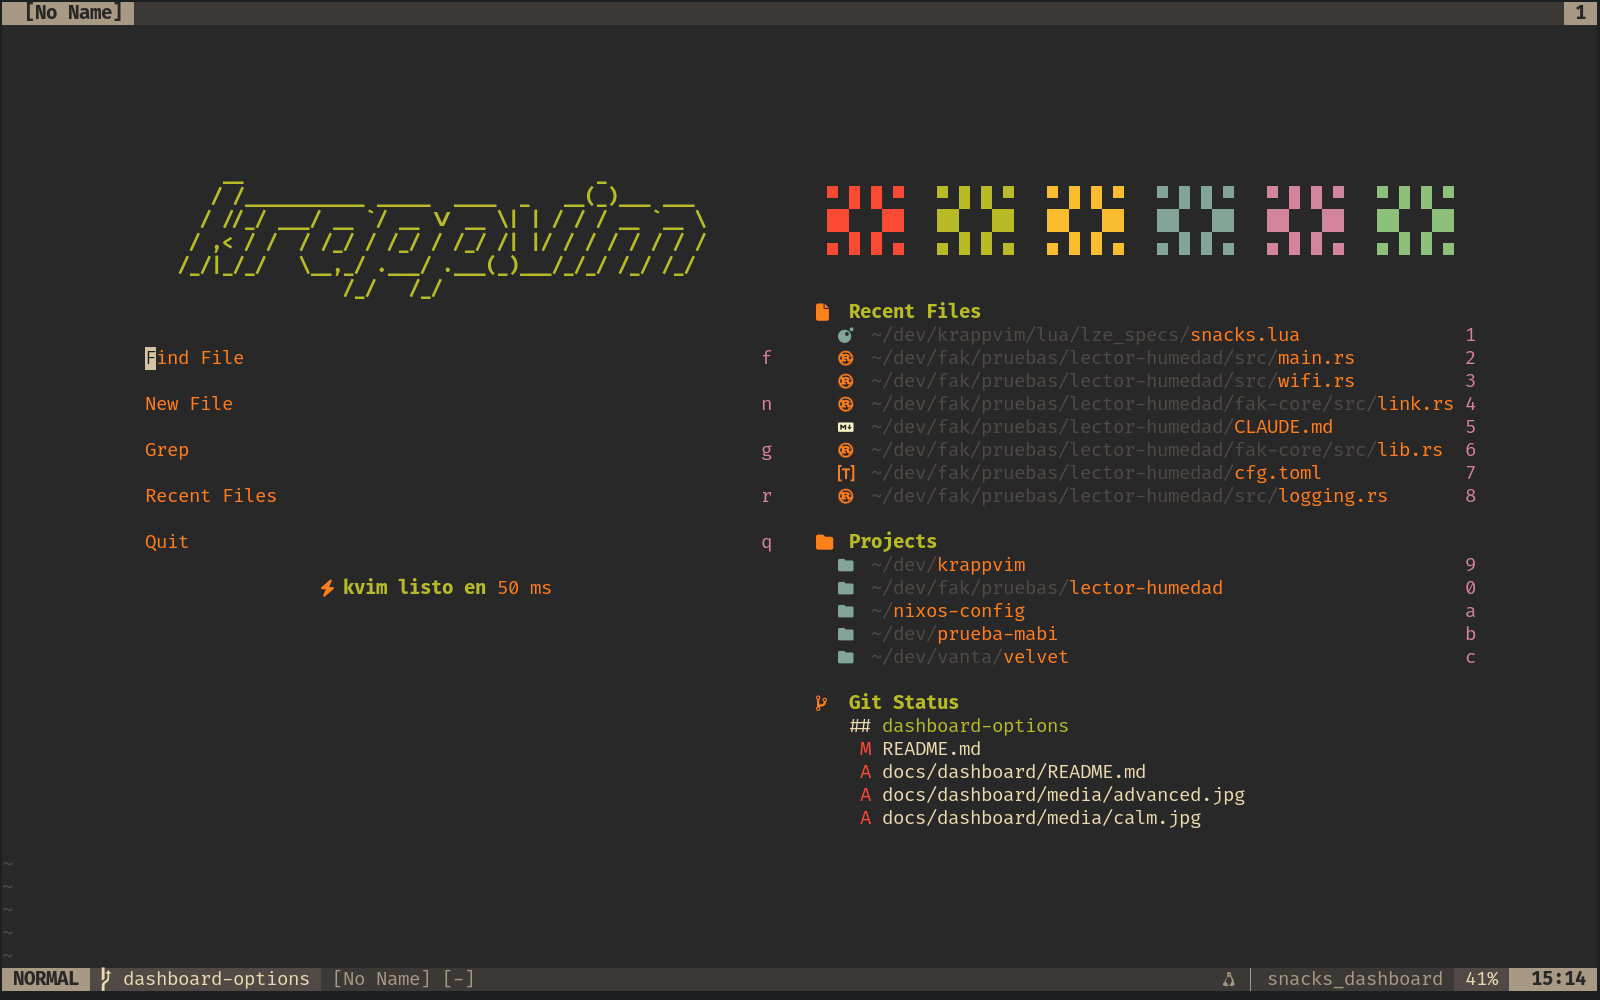 [No Name] 1
krappvim
Find File f
New File n
Grep g
Recent Files r
Quit q
kvim listo en 50 ms
Recent Files
~/dev/krappvim/lua/lze_specs/snacks.lua 1
~/dev/fak/pruebas/lector-humedad/src/main.rs 2
~/dev/fak/pruebas/lector-humedad/src/wifi.rs 3
~/dev/fak/pruebas/lector-humedad/fak-core/src/link.rs 4
~/dev/fak/pruebas/lector-humedad/CLAUDE.md 5
~/dev/fak/pruebas/lector-humedad/fak-core/src/lib.rs 6
[T] ~/dev/fak/pruebas/lector-humedad/cfg.toml 7
~/dev/fak/pruebas/lector-humedad/src/logging.rs 8
Projects
~/dev/krappvim 9
~/dev/fak/pruebas/lector-humedad 0
~/nixos-config a
~/dev/prueba-mabi b
~/dev/vanta/velvet c
Git Status
## dashboard-options
M README.md
A docs/dashboard/README.md
A docs/dashboard/media/advanced.jpg
A docs/dashboard/media/calm.jpg
~
~
~
~
~
NORMAL dashboard-options [No Name] [-] snacks_dashboard 41% 15:14